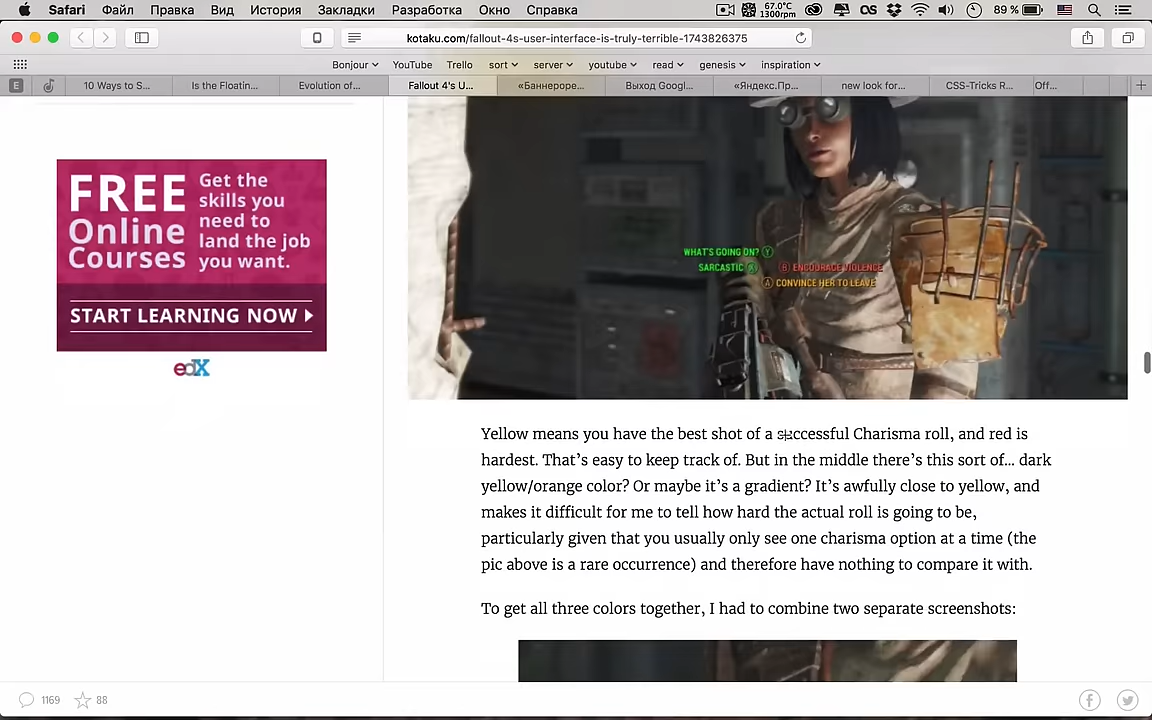 Safari Файл Правка Вид История Закладки Разработка Окно Справка 67.0°C 1300rpm 89 %
kotaku.com/fallout-4s-user-interface-is-truly-terrible-1743826375
Bonjour YouTube Trello sort server youtube read genesis inspiration
E 10 Ways to S... Is the Floatin... Evolution of... Fallout 4's U... «Баннероре... Выход Googl... «Яндекс.Пр... new look for... CSS-Tricks R... Off...
FREE
Online
Courses
Get the
skills you
need to
land the job
you want.
START LEARNING NOW
edX
WHAT'S GOING ON? Y
SARCASTIC X B ENCOURAGE VIOLENCE
A CONVINCE HER TO LEAVE
Yellow means you have the best shot of a successful Charisma roll, and red is
hardest. That's easy to keep track of. But in the middle there's this sort of... dark
yellow/orange color? Or maybe it's a gradient? It's awfully close to yellow, and
makes it difficult for me to tell how hard the actual roll is going to be,
particularly given that you usually only see one charisma option at a time (the
pic above is a rare occurrence) and therefore have nothing to compare it with.
To get all three colors together, I had to combine two separate screenshots:
1169 88